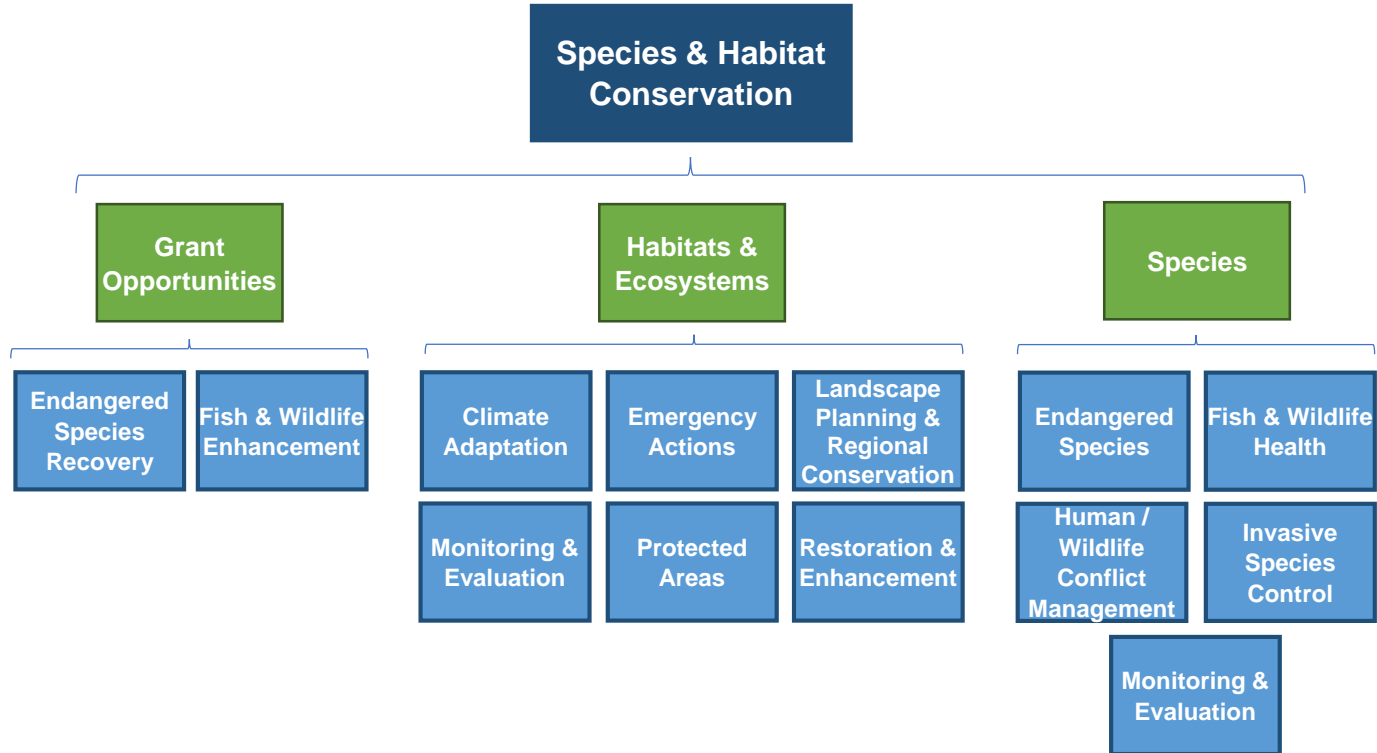 Species & Habitat
Conservation
Grant
Opportunities
Habitats &
Ecosystems
Species
Endangered
Species
Recovery
Fish & Wildlife
Enhancement
Climate
Adaptation
Emergency
Actions
Landscape
Planning &
Regional
Conservation
Monitoring &
Evaluation
Protected
Areas
Restoration &
Enhancement
Endangered
Species
Fish & Wildlife
Health
Human /
Wildlife
Conflict
Management
Invasive
Species
Control
Monitoring &
Evaluation